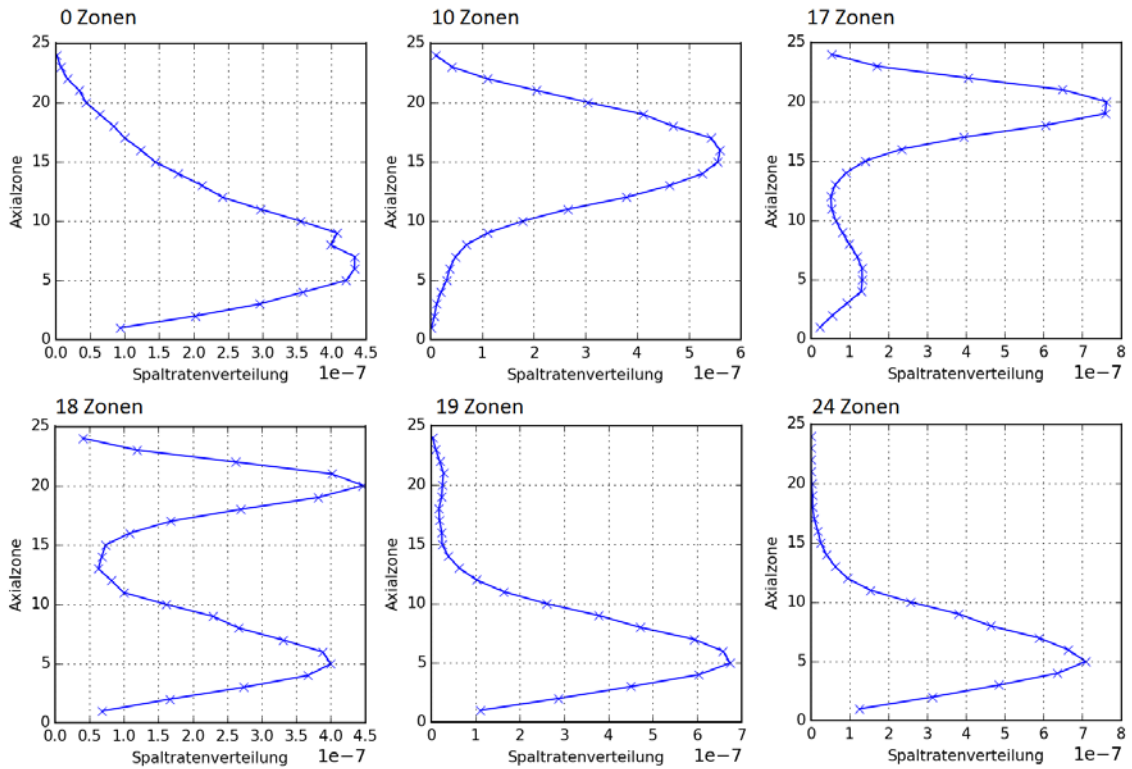 0 Zonen
10 Zonen
17 Zonen
25
20
15
10
5
0
Axialzone
0.0 0.5 1.0 1.5 2.0 2.5 3.0 3.5 4.0 4.5
Spaltratenverteilung 1e−7
25
20
15
10
5
0
Axialzone
0 1 2 3 4 5 6
Spaltratenverteilung 1e−7
25
20
15
10
5
0
Axialzone
0 1 2 3 4 5 6 7 8
Spaltratenverteilung 1e−7
18 Zonen
19 Zonen
24 Zonen
25
20
15
10
5
0
Axialzone
0.0 0.5 1.0 1.5 2.0 2.5 3.0 3.5 4.0 4.5
Spaltratenverteilung 1e−7
25
20
15
10
5
0
Axialzone
0 1 2 3 4 5 6 7
Spaltratenverteilung 1e−7
25
20
15
10
5
0
Axialzone
0 1 2 3 4 5 6 7 8
Spaltratenverteilung 1e−7